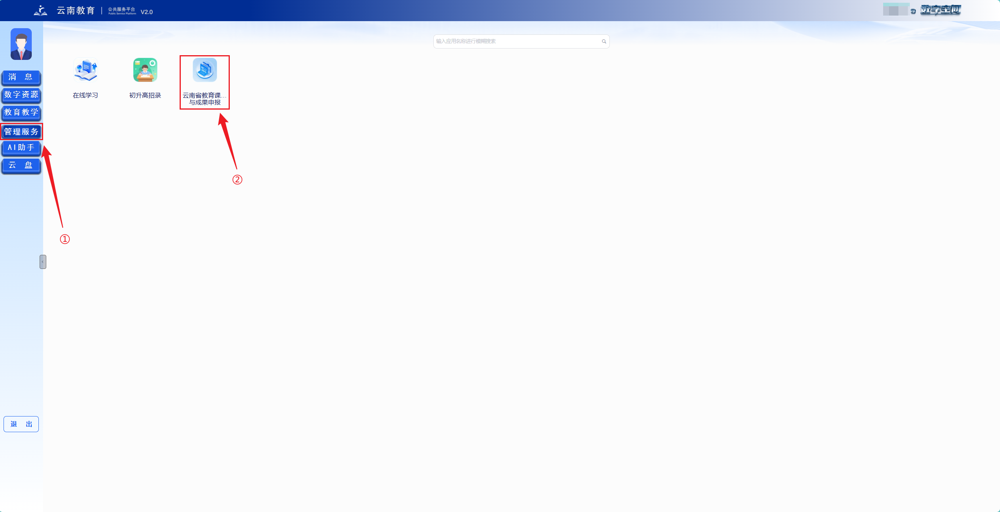 云南教育
公共服务平台
Public Service Platform
V2.0
数字空间
输入应用名称进行模糊搜索
消 息
数字资源
教育教学
管理服务
AI助手
云 盘
在线学习
初升高招录
云南省教育课...
与成果申报
②
①
退 出